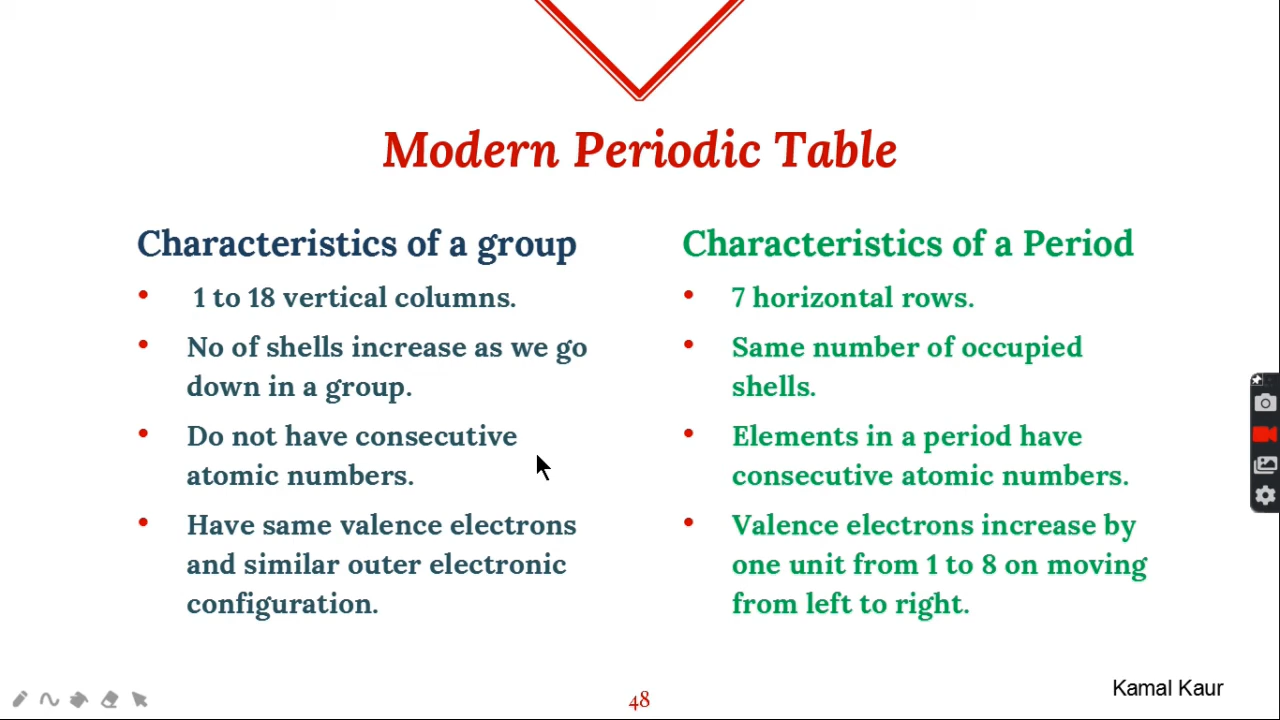 Modern Periodic Table
Characteristics of a group
• 1 to 18 vertical columns.
• No of shells increase as we go
down in a group.
• Do not have consecutive
atomic numbers.
• Have same valence electrons
and similar outer electronic
configuration.
Characteristics of a Period
• 7 horizontal rows.
• Same number of occupied
shells.
• Elements in a period have
consecutive atomic numbers.
• Valence electrons increase by
one unit from 1 to 8 on moving
from left to right.
48
Kamal Kaur